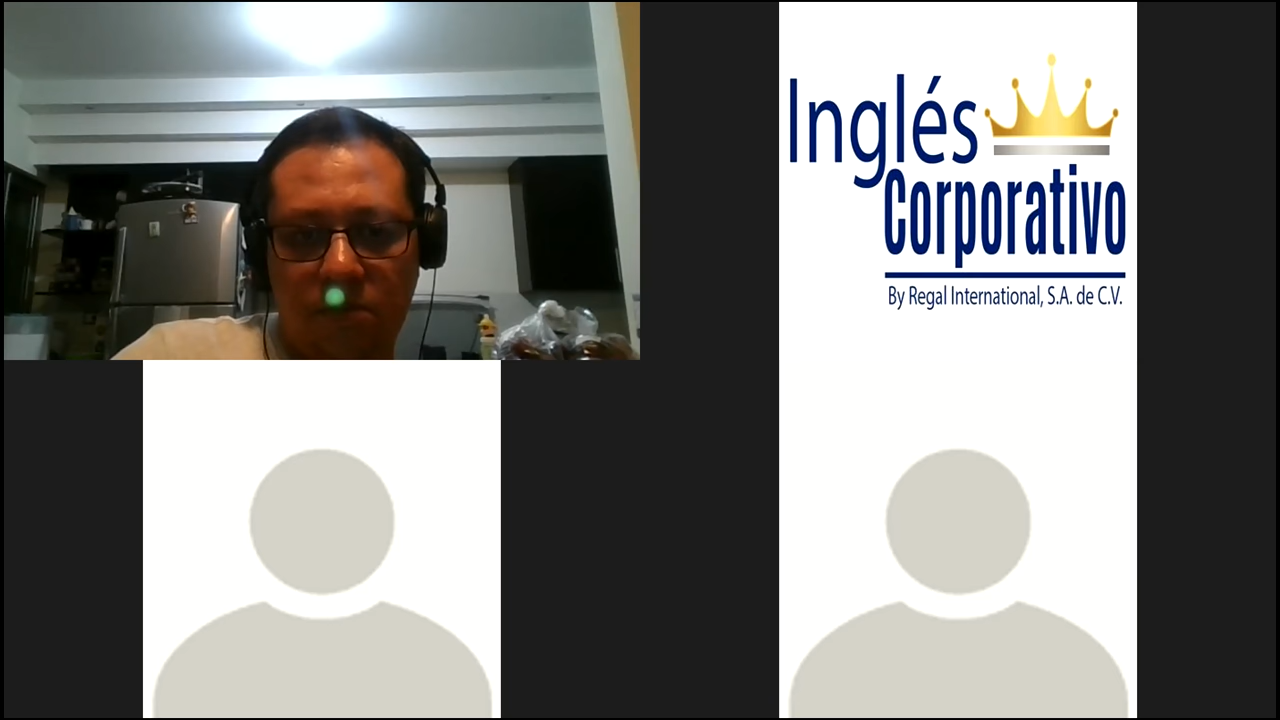 Inglés
Corporativo
By Regal International, S.A. de C.V.